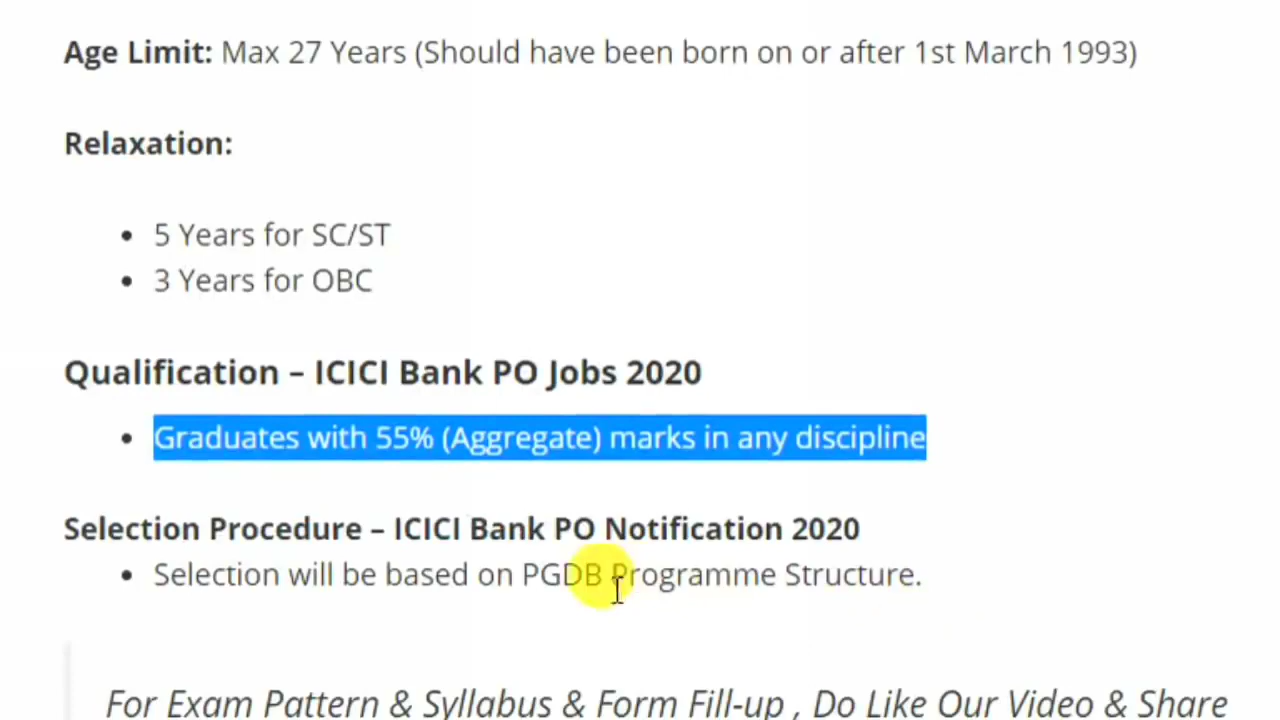 Age Limit: Max 27 Years (Should have been born on or after 1st March 1993)
Relaxation:
• 5 Years for SC/ST
• 3 Years for OBC
Qualification – ICICI Bank PO Jobs 2020
• Graduates with 55% (Aggregate) marks in any discipline
Selection Procedure – ICICI Bank PO Notification 2020
• Selection will be based on PGDB Programme Structure.
For Exam Pattern & Syllabus & Form Fill-up , Do Like Our Video & Share